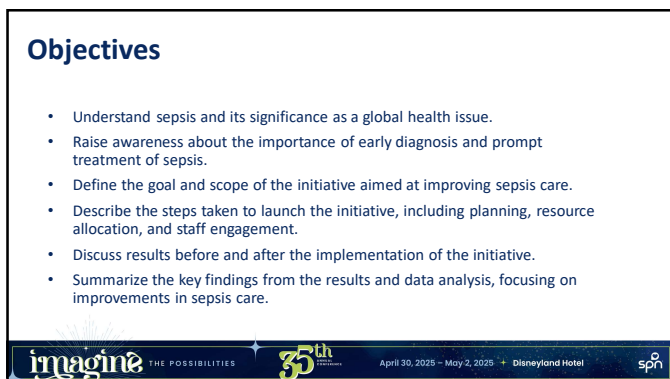 Objectives
• Understand sepsis and its significance as a global health issue.
• Raise awareness about the importance of early diagnosis and prompt
treatment of sepsis.
• Define the goal and scope of the initiative aimed at improving sepsis care.
• Describe the steps taken to launch the initiative, including planning, resource
allocation, and staff engagement.
• Discuss results before and after the implementation of the initiative.
• Summarize the key findings from the results and data analysis, focusing on
improvements in sepsis care.
imagine THE POSSIBILITIES 35th ANNUAL CONFERENCE April 30, 2025 – May 2, 2025 + Disneyland Hotel spn